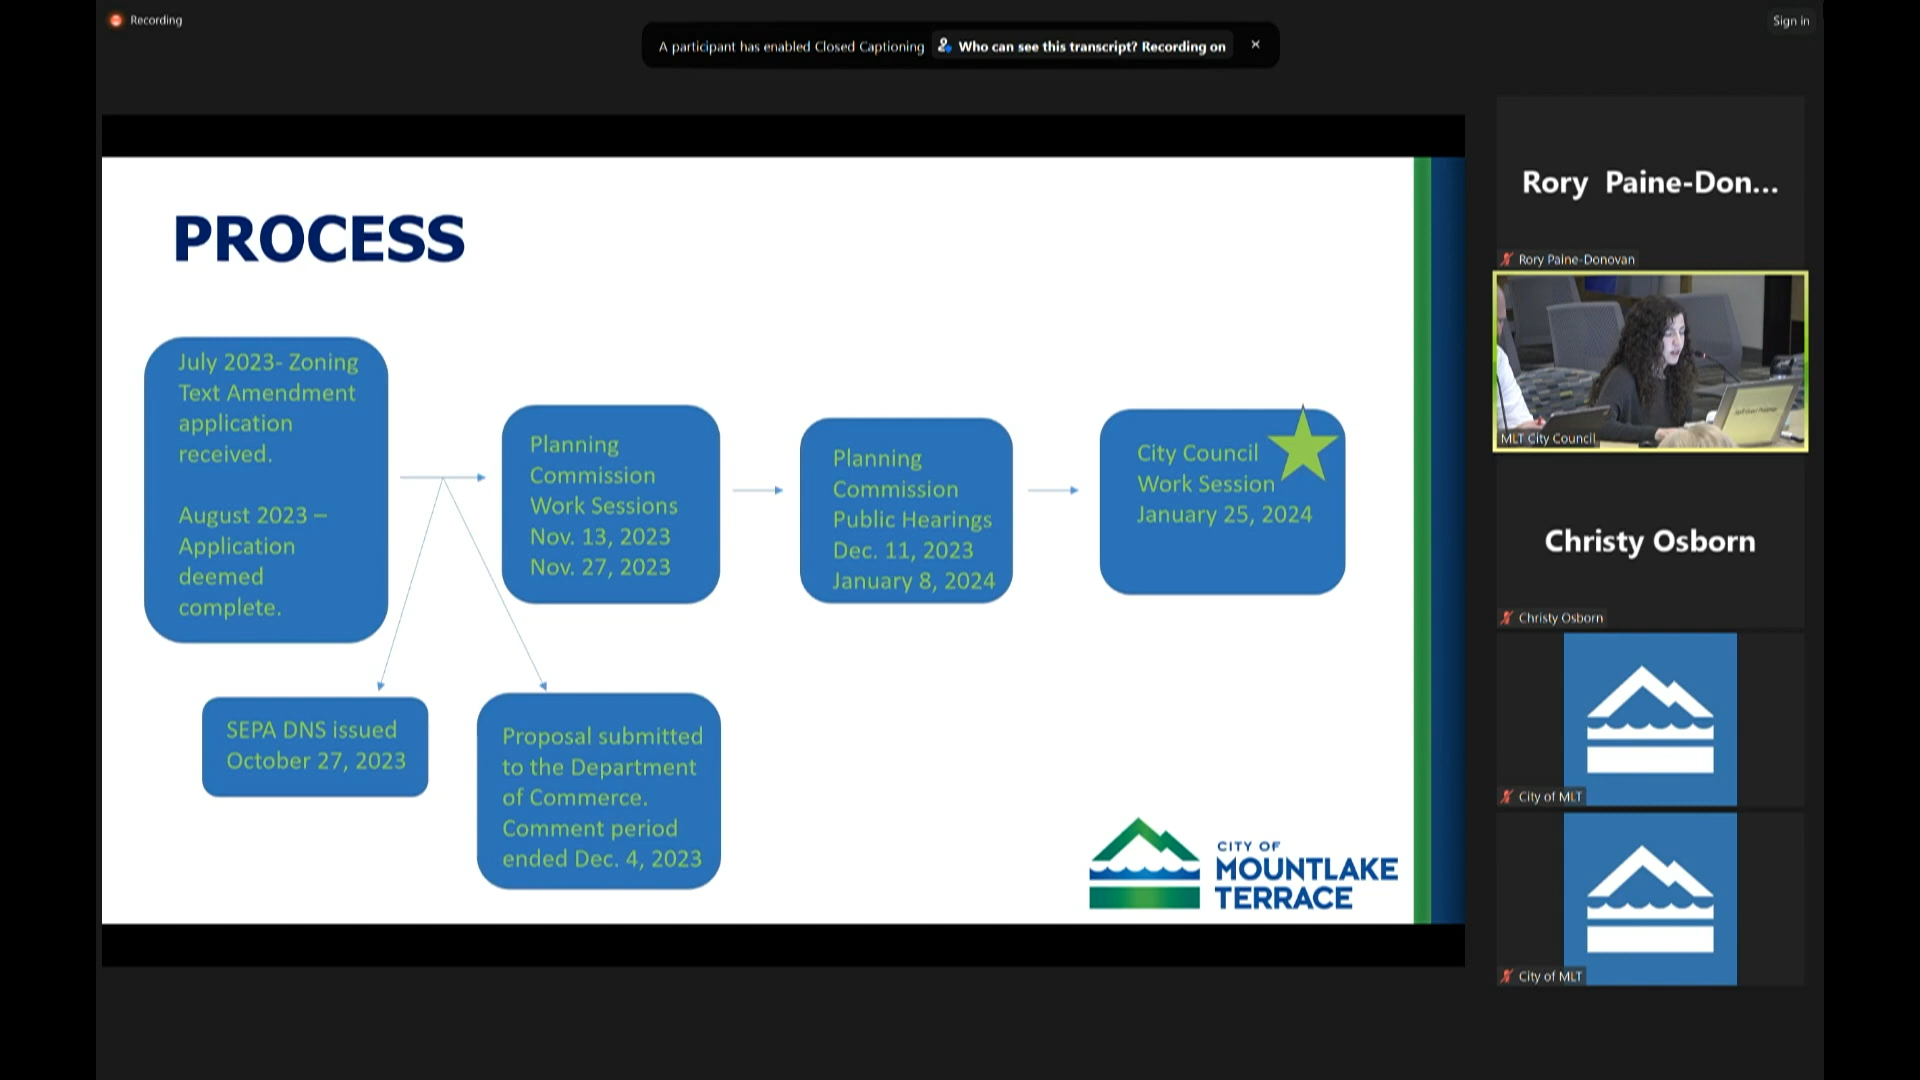 Recording
Sign in
A participant has enabled Closed Captioning Who can see this transcript? Recording on
PROCESS
July 2023- Zoning
Text Amendment
application
received.
August 2023 –
Application
deemed
complete.
Planning
Commission
Work Sessions
Nov. 13, 2023
Nov. 27, 2023
Planning
Commission
Public Hearings
Dec. 11, 2023
January 8, 2024
City Council
Work Session
January 25, 2024
SEPA DNS issued
October 27, 2023
Proposal submitted
to the Department
of Commerce.
Comment period
ended Dec. 4, 2023
CITY OF
MOUNTLAKE
TERRACE
Rory Paine-Don...
Rory Paine-Donovan
MLT City Council
Christy Osborn
Christy Osborn
City of MLT
City of MLT